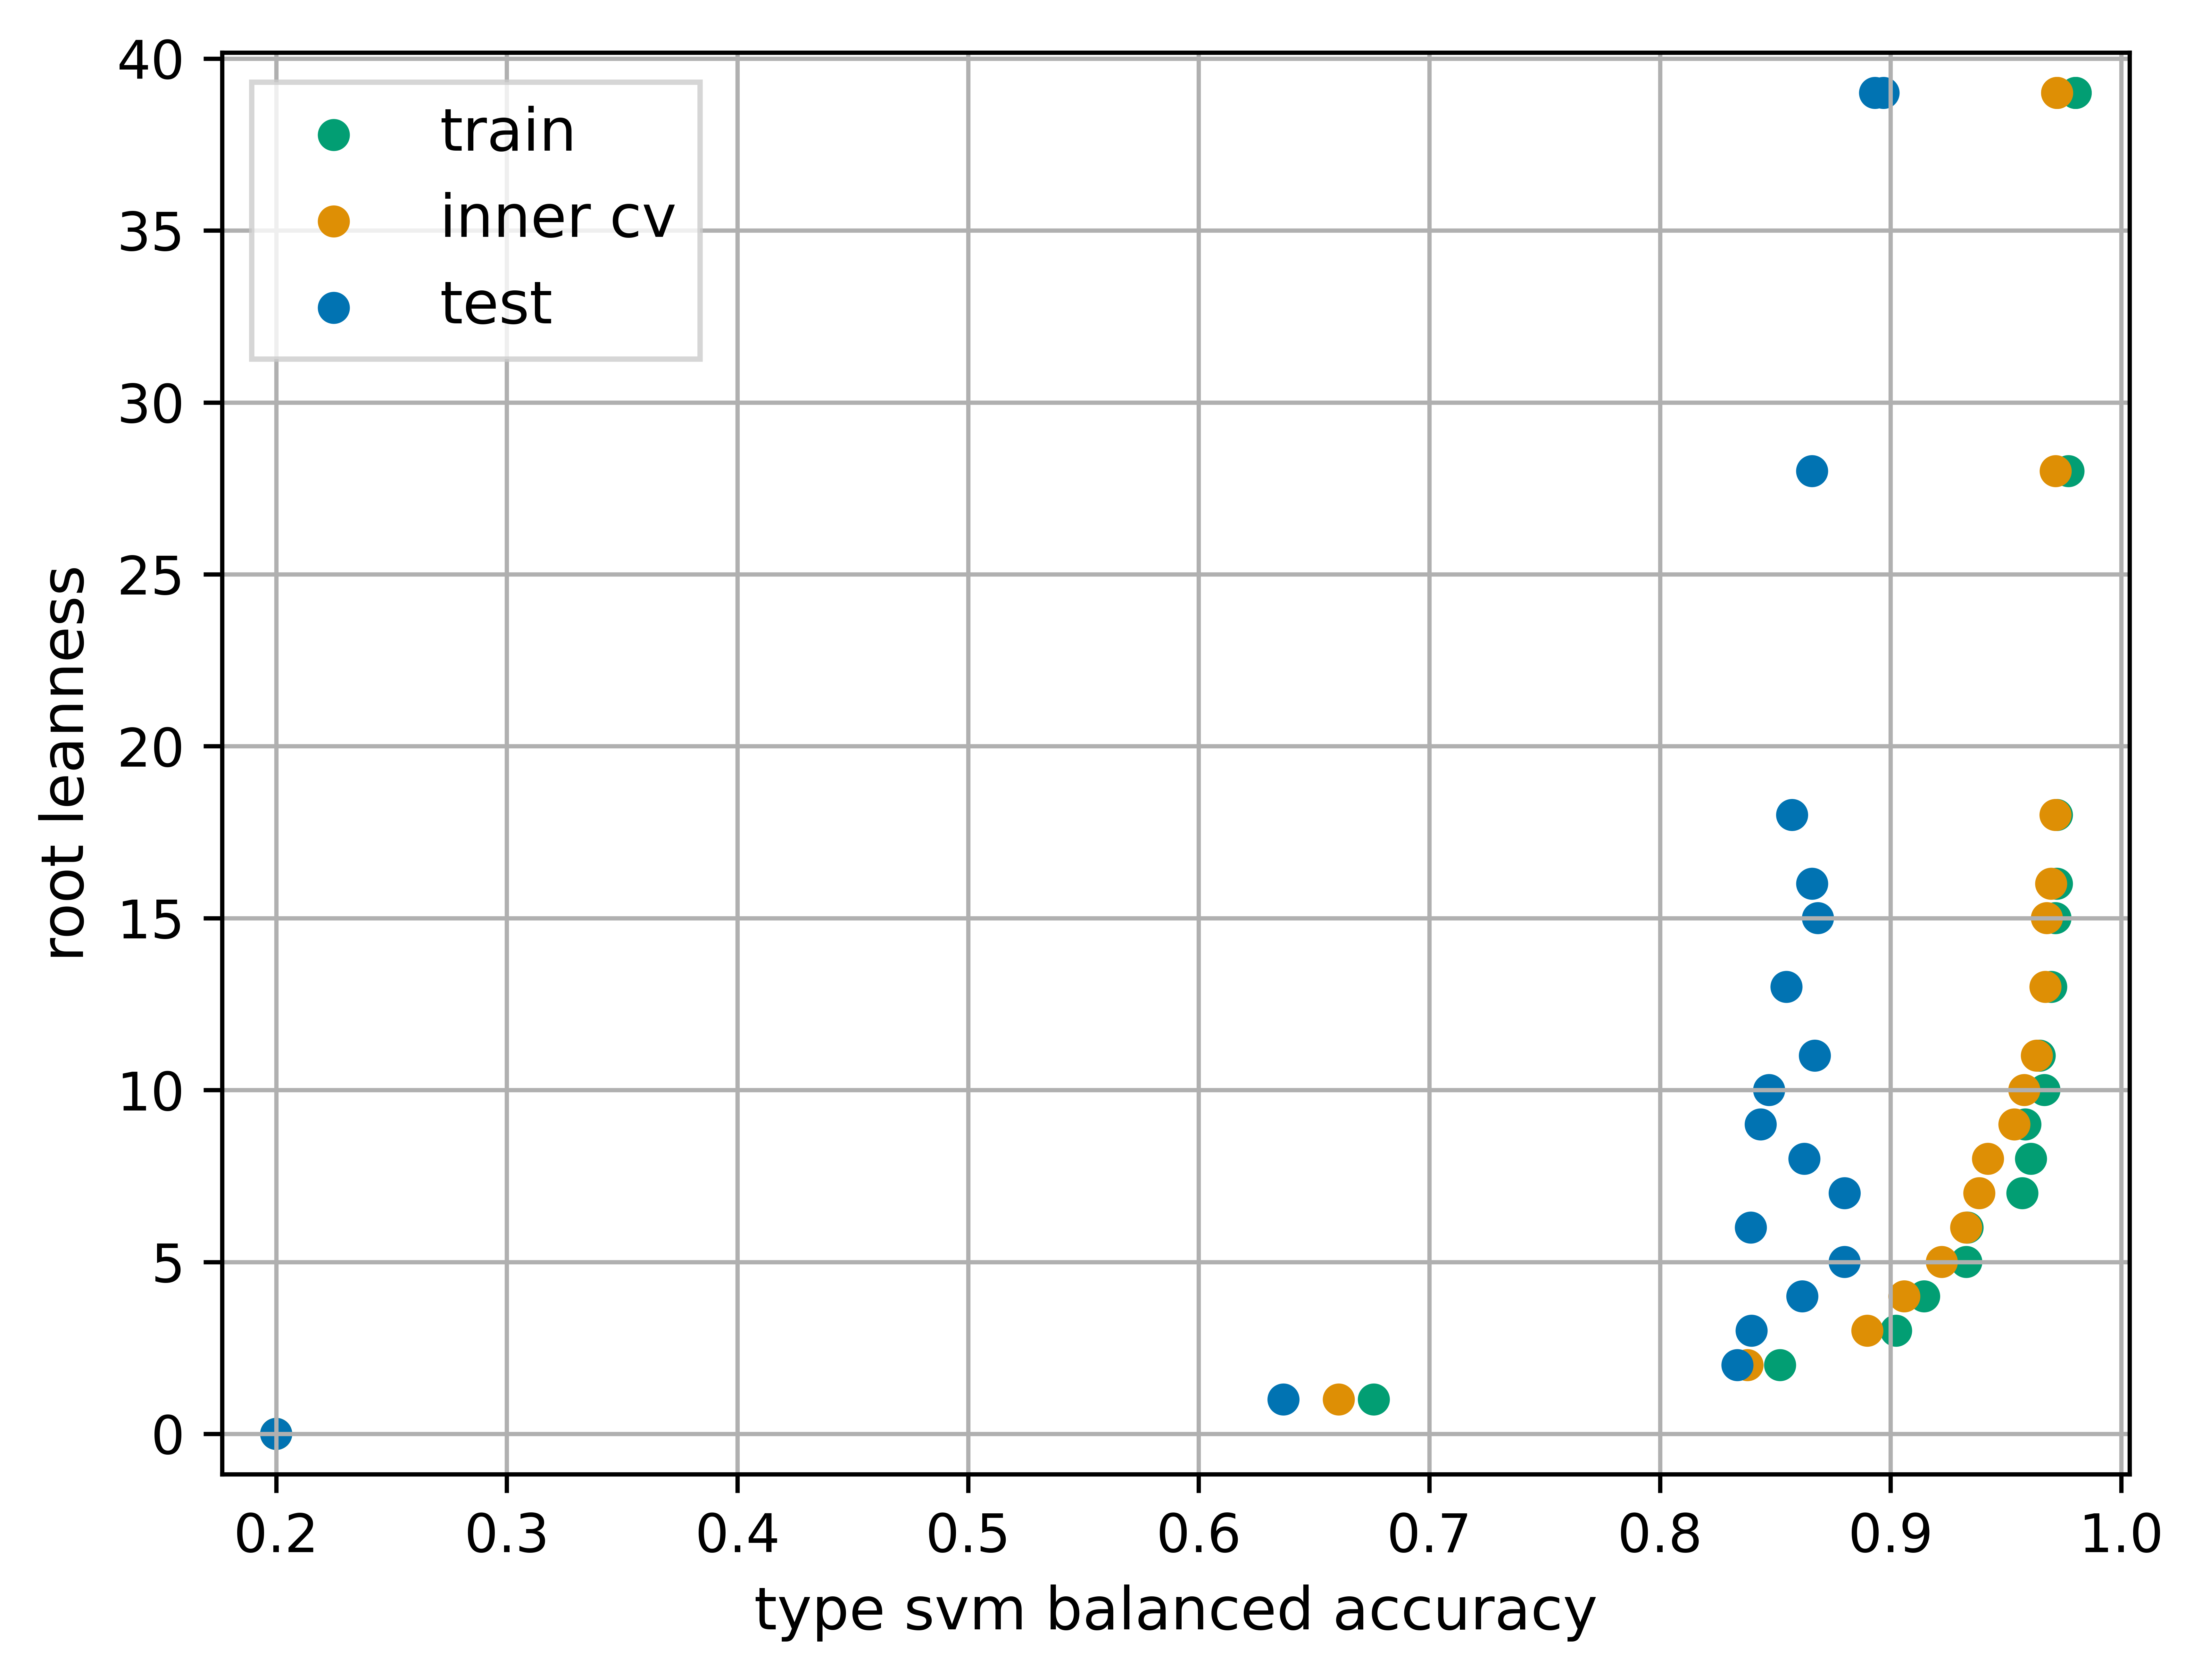 40
35
30
25
20
15
10
5
0
root leanness
train
inner cv
test
0.2 0.3 0.4 0.5 0.6 0.7 0.8 0.9 1.0
type svm balanced accuracy